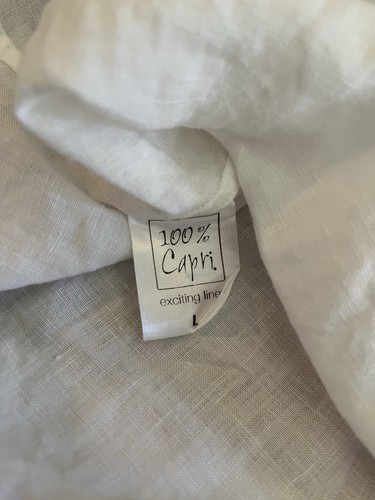 100%
Capri.
exciting line
L